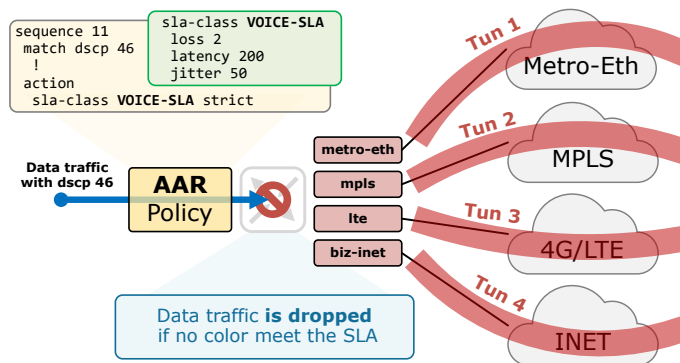 sequence 11
match dscp 46
!
action
sla-class VOICE-SLA strict
sla-class VOICE-SLA
loss 2
latency 200
jitter 50
Data traffic
with dscp 46
AAR
Policy
metro-eth
mpls
lte
biz-inet
Tun 1
Metro-Eth
Tun 2
MPLS
Tun 3
4G/LTE
Tun 4
INET
Data traffic is dropped
if no color meet the SLA